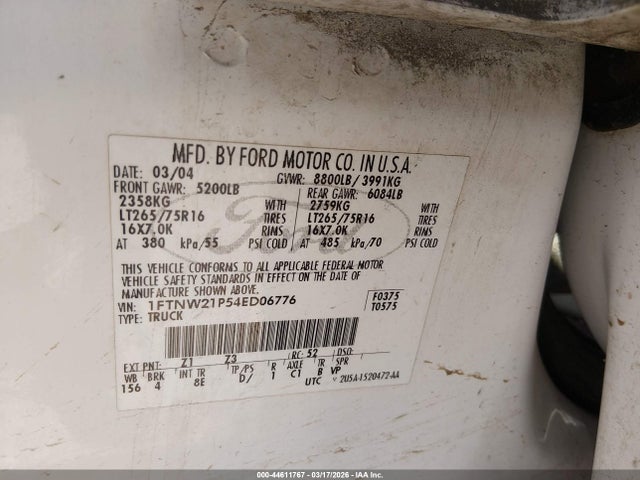 MFD. BY FORD MOTOR CO. IN U.S.A.
DATE: 03/04 GVWR: 8800LB/3991KG
FRONT GAWR: 5200LB REAR GAWR: 6084LB
2358KG WITH 2759KG WITH
LT265/75R16 TIRES LT265/75R16 TIRES
16X7.0K RIMS 16X7.0K RIMS
AT 380 kPa/55 PSI COLD AT 485 kPa/70 PSI COLD
Ford
THIS VEHICLE CONFORMS TO ALL APPLICABLE FEDERAL MOTOR
VEHICLE SAFETY STANDARDS IN EFFECT ON THE DATE OF
MANUFACTURE SHOWN ABOVE.
VIN: 1FTNW21P54ED06776 F0375
TYPE: TRUCK T0575
EXT PNT: Z1 Z3 RC: 52 DSO:
WB BRK INT TR TP/PS R AXLE TR SPR
156 4 8E D/ 1 C1 B VP
UTC 2U5A-1520472-AA
000-44611767 - 03/17/2026 - IAA, Inc.